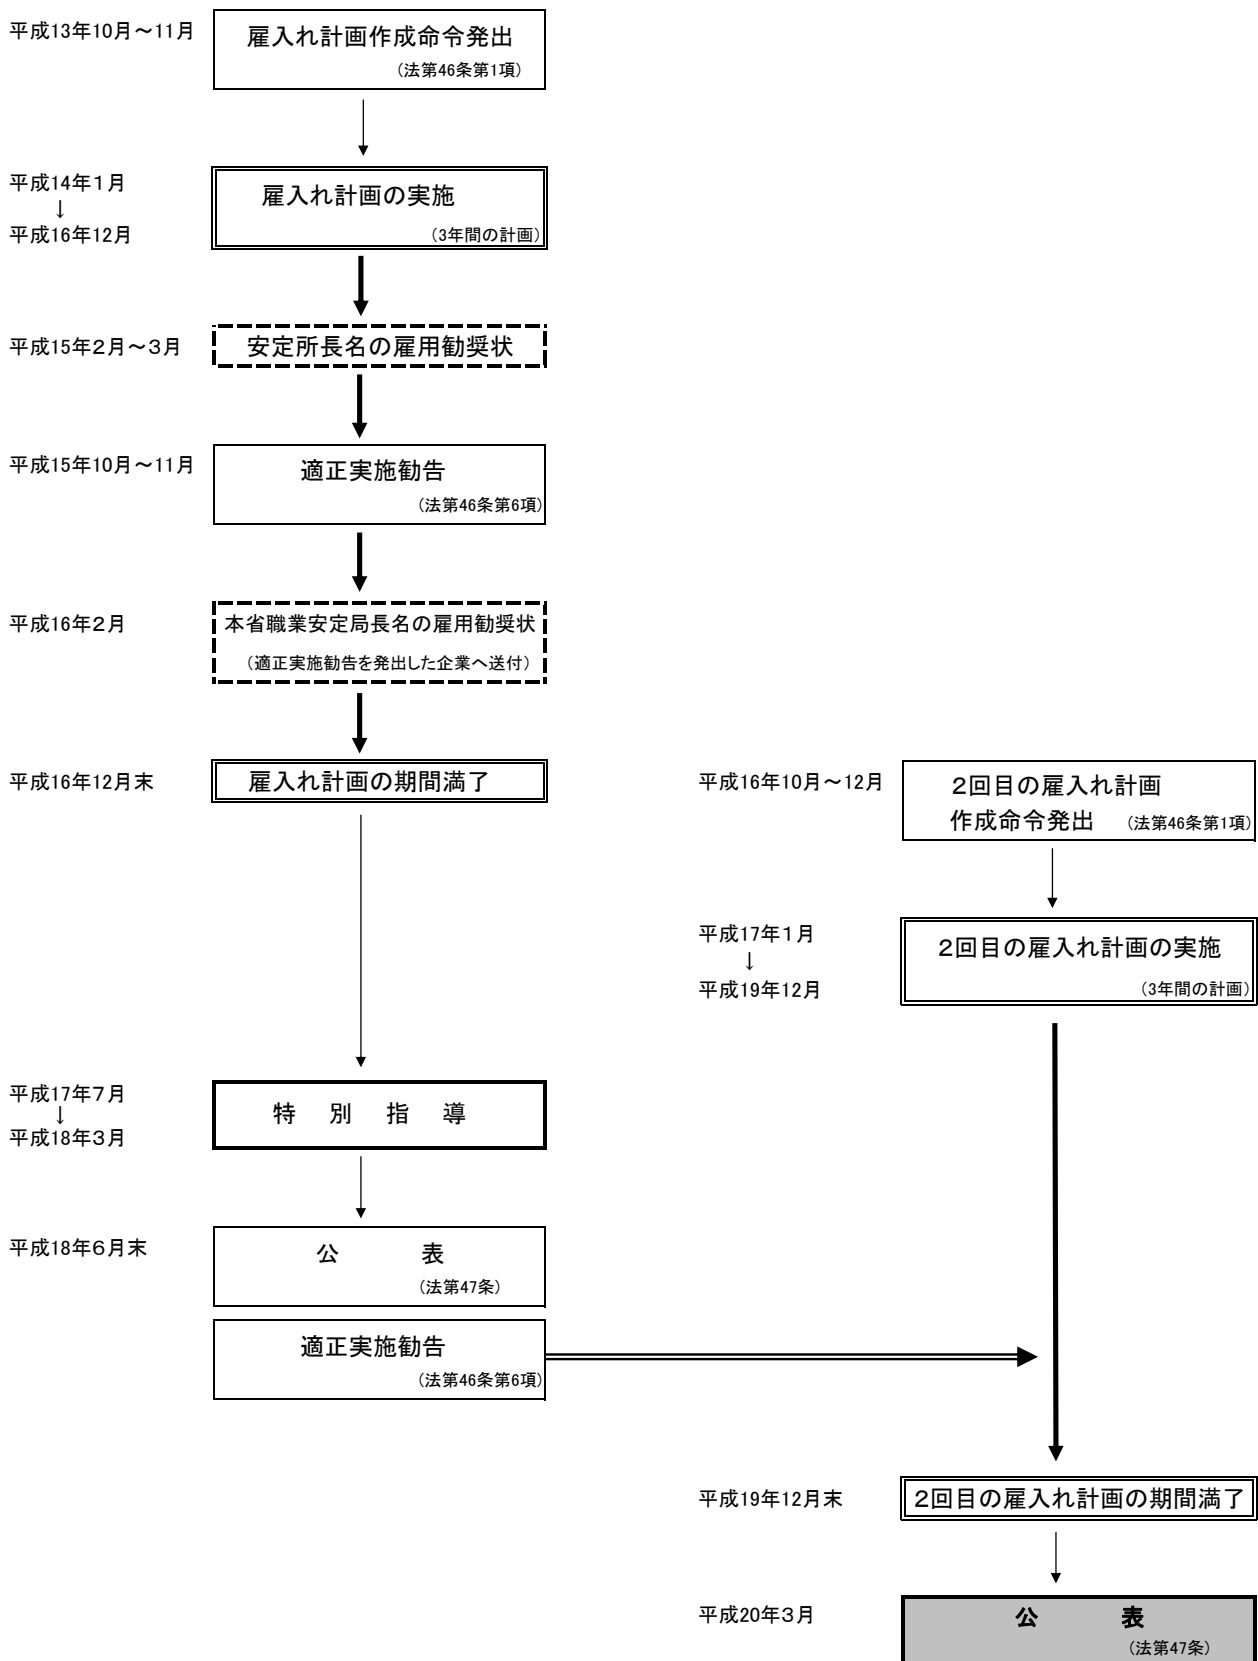 平成13年10月～11月
雇入れ計画作成命令発出
（法第46条第1項）
平成14年１月
↓
平成16年12月
雇入れ計画の実施
（3年間の計画）
平成15年２月～３月
安定所長名の雇用勧奨状
平成15年10月～11月
適正実施勧告
（法第46条第6項）
平成16年２月
本省職業安定局長名の雇用勧奨状
（適正実施勧告を発出した企業へ送付）
平成16年12月末
雇入れ計画の期間満了
平成16年10月～12月
２回目の雇入れ計画
作成命令発出 （法第46条第1項）
平成17年１月
↓
平成19年12月
２回目の雇入れ計画の実施
（3年間の計画）
平成17年７月
↓
平成18年３月
特 別 指 導
平成18年６月末
公 表
（法第47条）
適正実施勧告
（法第46条第6項）
平成19年12月末
２回目の雇入れ計画の期間満了
平成20年３月
公 表
（法第47条）